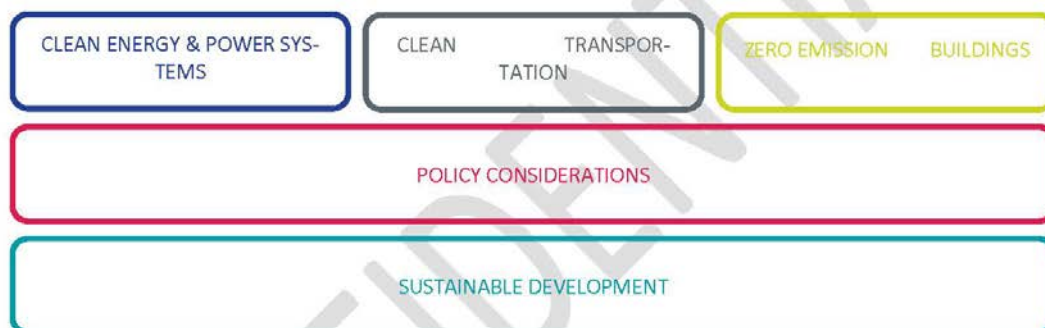 CLEAN ENERGY & POWER SYS-
TEMS
CLEAN TRANSPOR-
TATION
ZERO EMISSION BUILDINGS
POLICY CONSIDERATIONS
SUSTAINABLE DEVELOPMENT